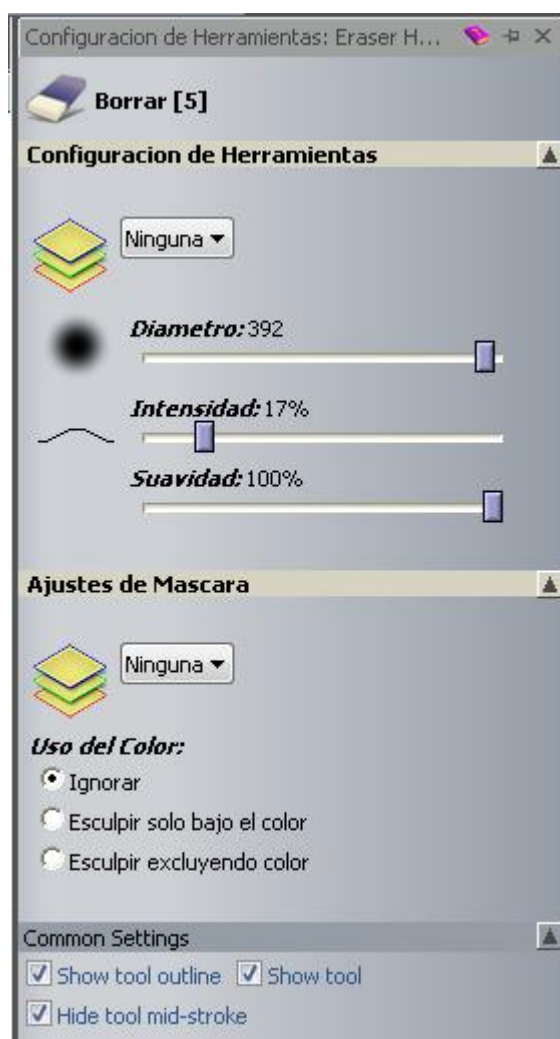 Configuracion de Herramientas: Eraser H...
Borrar [5]
Configuracion de Herramientas
Ninguna
Diametro: 392
Intensidad: 17%
Suavidad: 100%
Ajustes de Mascara
Ninguna
Uso del Color:
Ignorar
Esculpir solo bajo el color
Esculpir excluyendo color
Common Settings
Show tool outline Show tool
Hide tool mid-stroke